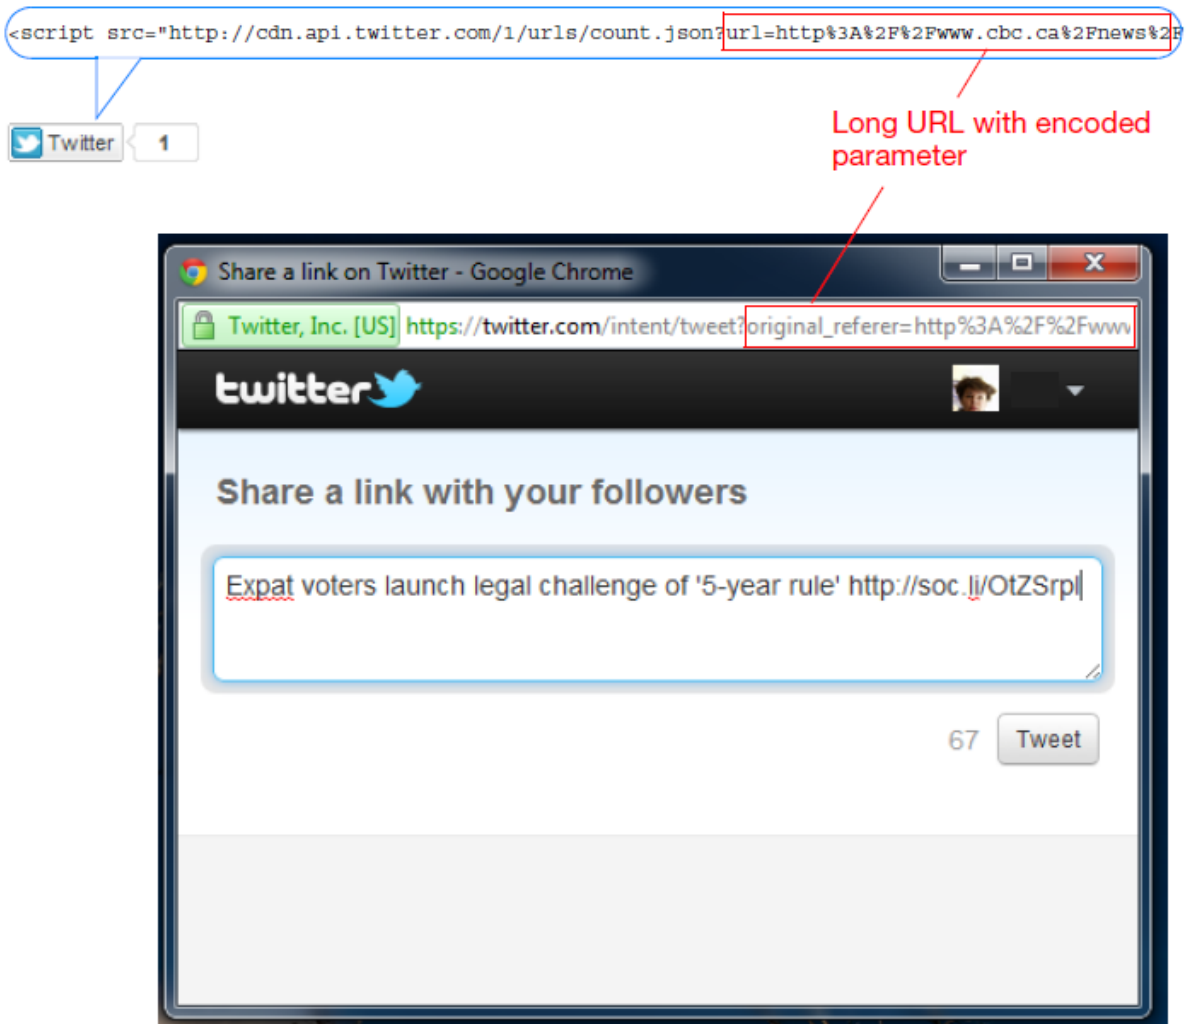 <script src="http://cdn.api.twitter.com/1/urls/count.json?url=http%3A%2F%2Fwww.cbc.ca%2Fnews%2F
Twitter 1
Long URL with encoded
parameter
Share a link on Twitter - Google Chrome
Twitter, Inc. [US] https://twitter.com/intent/tweet?original_referer=http%3A%2F%2Fwww
twitter
Share a link with your followers
Expat voters launch legal challenge of '5-year rule' http://soc.li/OtZSrpl
67 Tweet